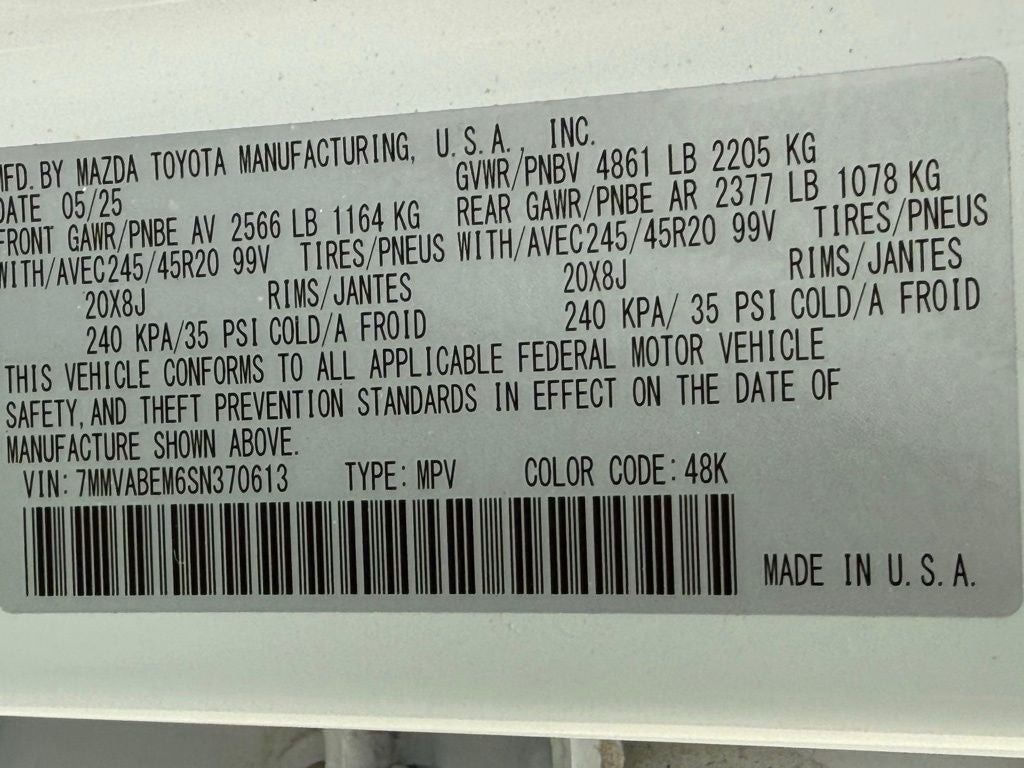 MFD. BY MAZDA TOYOTA MANUFACTURING, U.S.A., INC.
DATE 05/25 GVWR/PNBV 4861 LB 2205 KG
FRONT GAWR/PNBE AV 2566 LB 1164 KG REAR GAWR/PNBE AR 2377 LB 1078 KG
WITH/AVEC245/45R20 99V TIRES/PNEUS WITH/AVEC245/45R20 99V TIRES/PNEUS
20X8J RIMS/JANTES 20X8J RIMS/JANTES
240 KPA/35 PSI COLD/A FROID 240 KPA/ 35 PSI COLD/A FROID
THIS VEHICLE CONFORMS TO ALL APPLICABLE FEDERAL MOTOR VEHICLE
SAFETY, AND THEFT PREVENTION STANDARDS IN EFFECT ON THE DATE OF
MANUFACTURE SHOWN ABOVE.
VIN: 7MMVABEM6SN370613 TYPE: MPV COLOR CODE: 48K
MADE IN U.S.A.